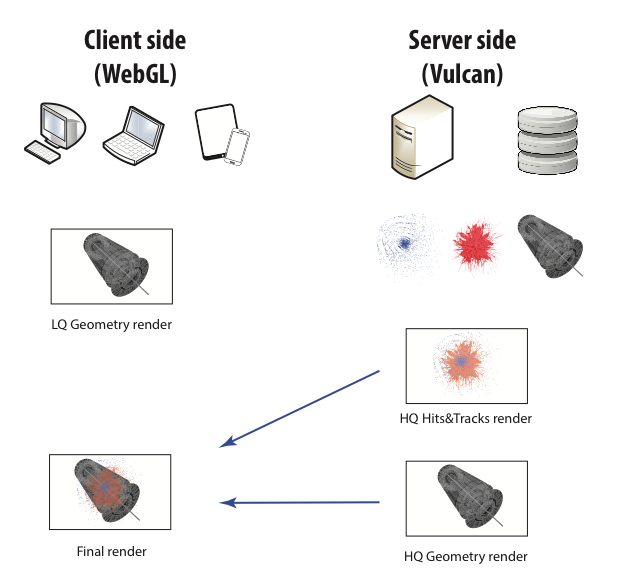 Client side
(WebGL)
Server side
(Vulcan)
LQ Geometry render
HQ Hits&Tracks render
Final render
HQ Geometry render